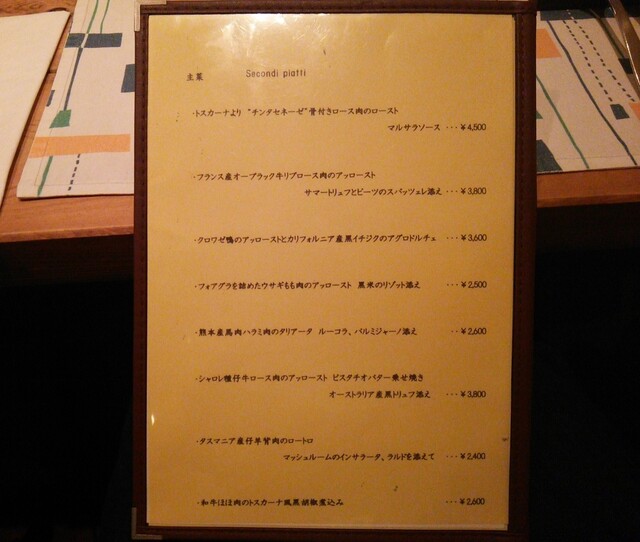 主菜 Secondi piatti
・トスカーナより “チンタセネーゼ”骨付きロース肉のロースト
マルサラソース ･･･￥4,500
・フランス産オーブラック牛リブロース肉のアッロースト
サマートリュフとビーツのスパッツェレ添え ･･･￥3,800
・クロワゼ鴨のアッローストとカリフォルニア産黒イチジクのアグロドルチェ ･･･￥3,600
・フォアグラを詰めたウサギもも肉のアッロースト 黒米のリゾット添え ･･･￥2,500
・熊本産馬肉ハラミ肉のタリアータ ルーコラ、パルミジャーノ添え ･･￥2,600
・シャロレ種仔牛ロース肉のアッロースト ピスタチオバター乗せ焼き
オーストラリア産黒トリュフ添え ･･･￥3,800
・タスマニア産仔羊背肉のロートロ
マッシュルームのインサラータ、ラルドを添えて ･･･￥2,400
・和牛ほほ肉のトスカーナ風黒胡椒煮込み ･･･￥2,600